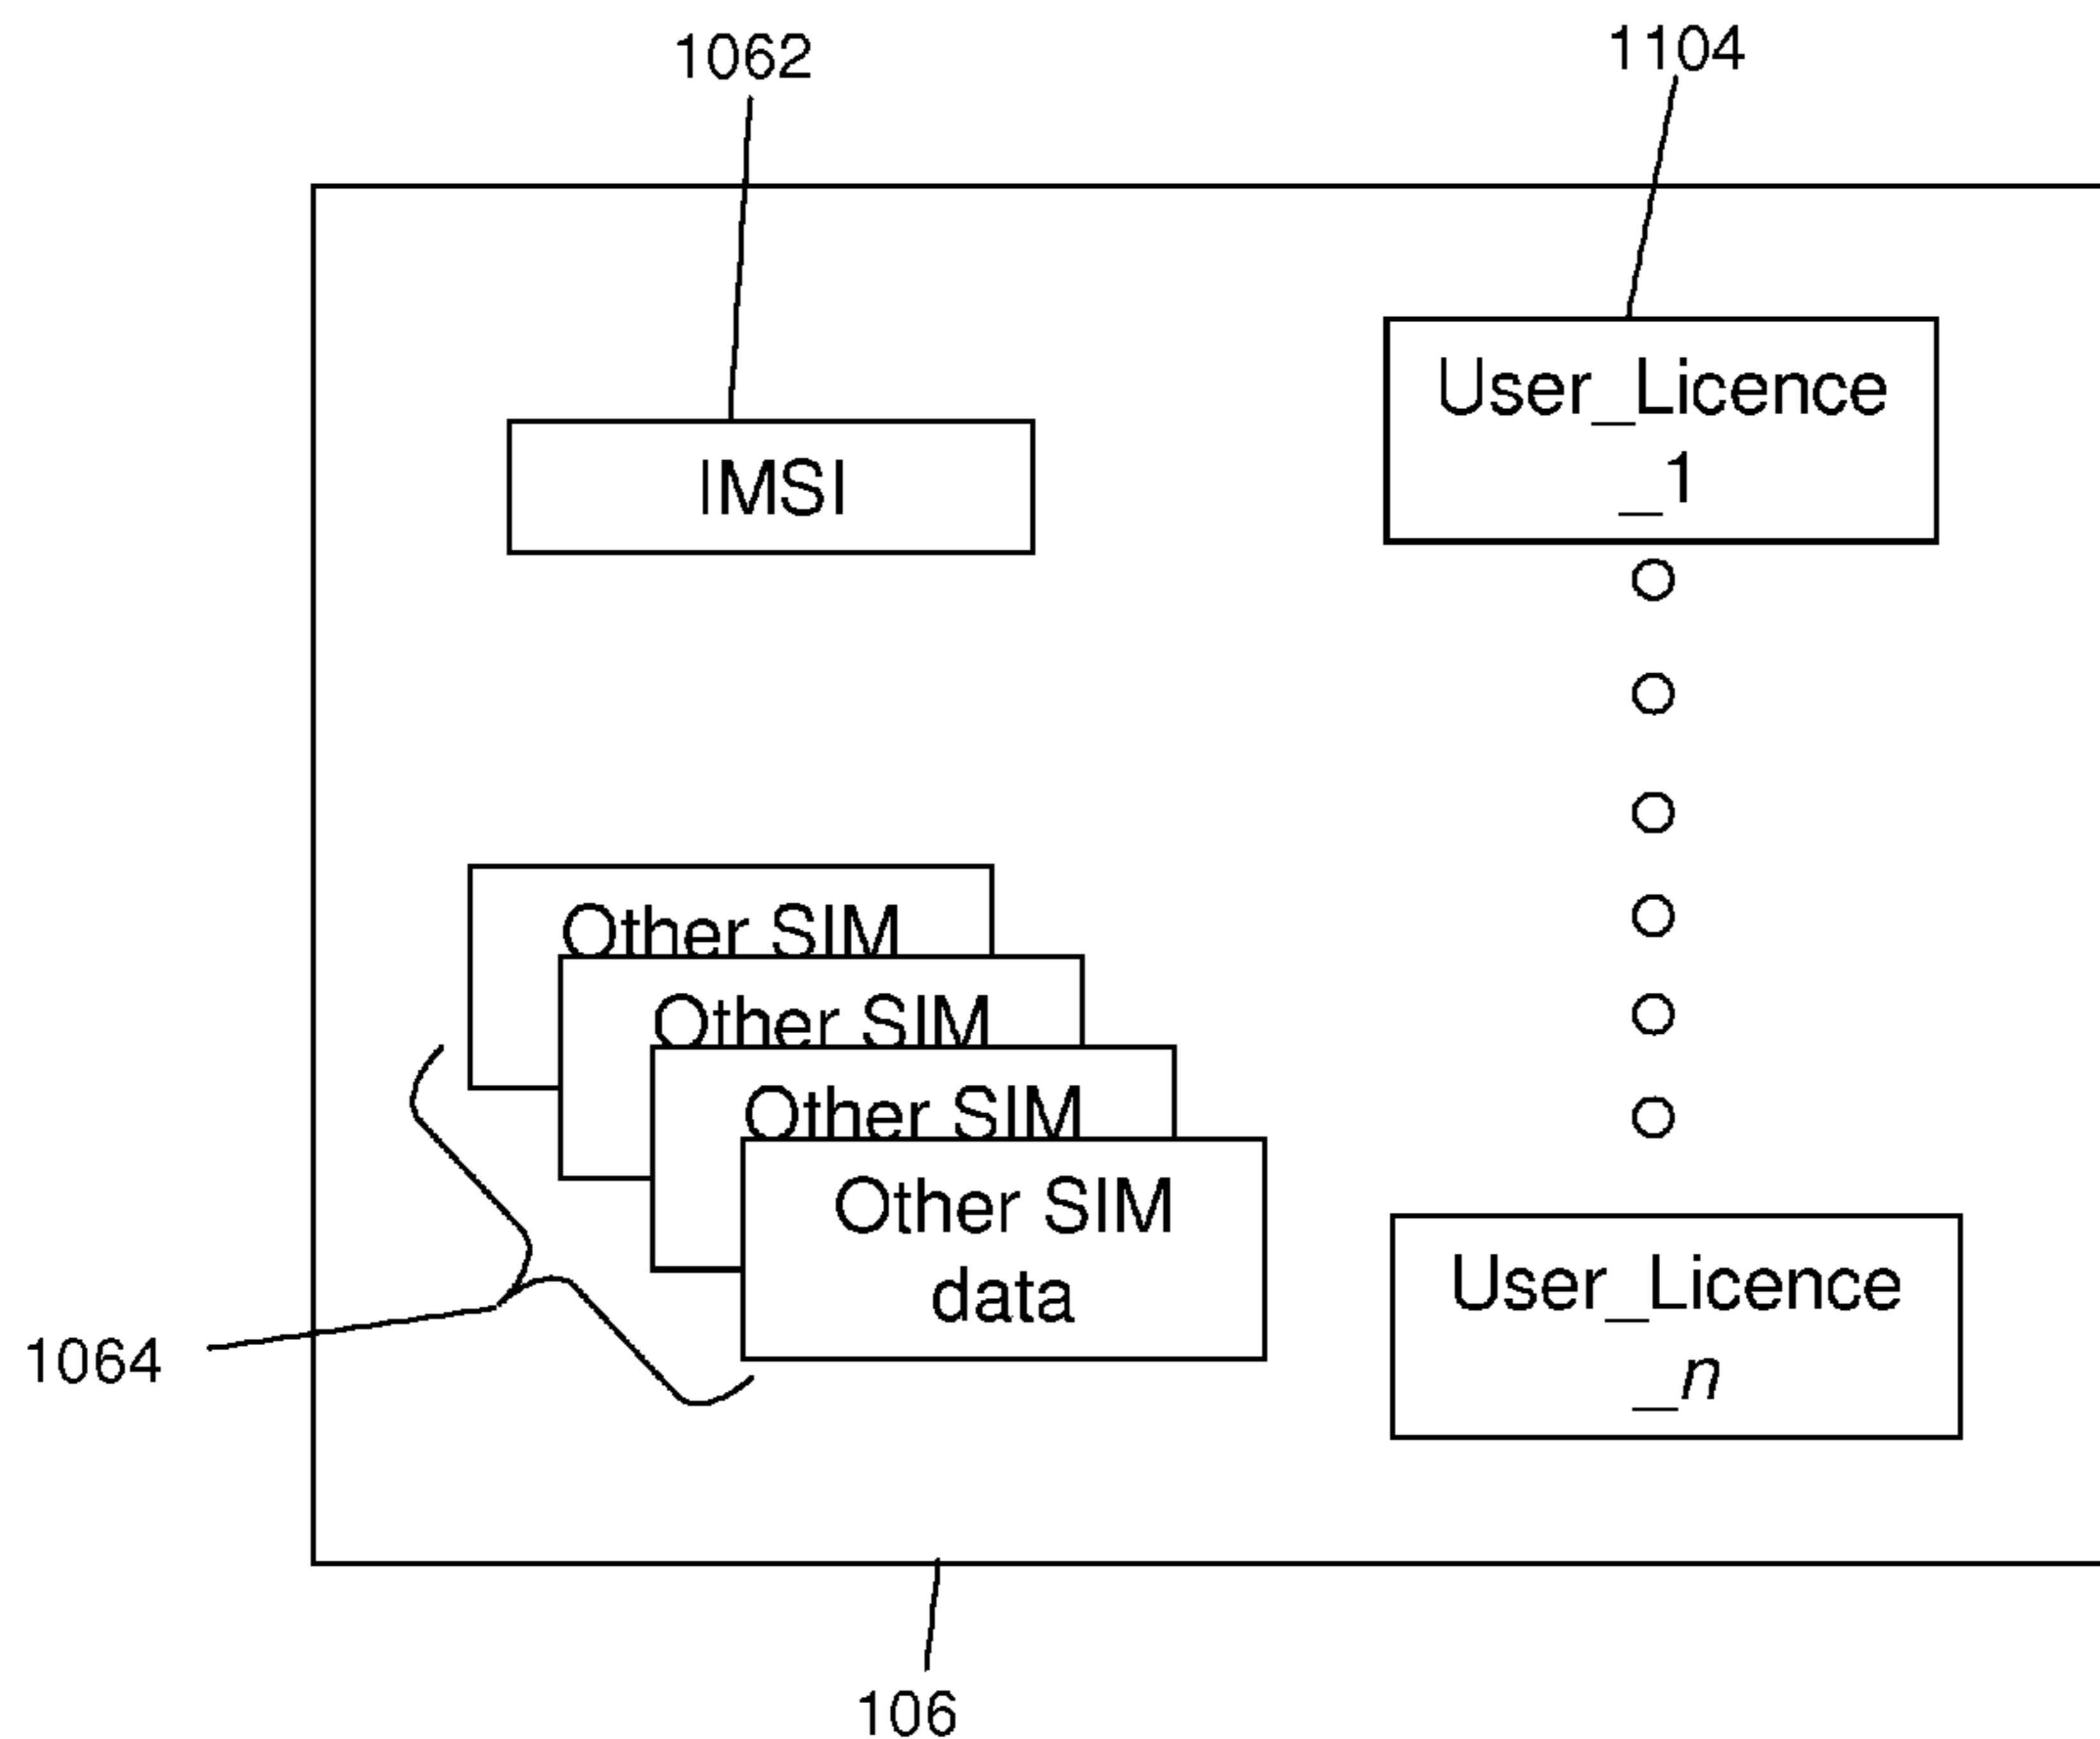 1062
1104
IMSI
User_Licence
_1
Other SIM
Other SIM
Other SIM
Other SIM
data
User_Licence
_n
1064
106